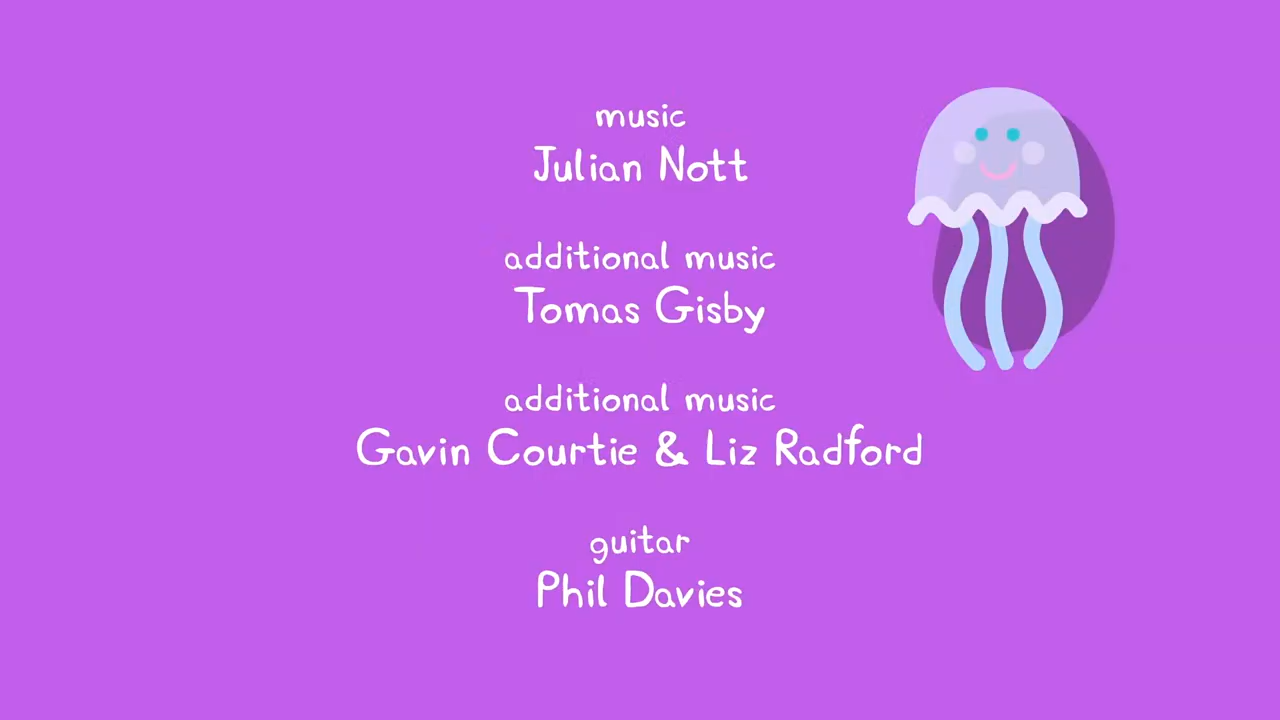 music
Julian Nott
additional music
Tomas Gisby
additional music
Gavin Courtie & Liz Radford
guitar
Phil Davies